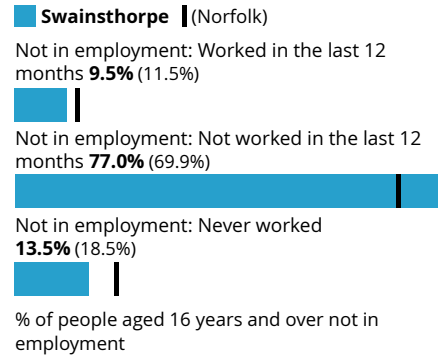 Swainsthorpe (Norfolk)
Not in employment: Worked in the last 12
months 9.5% (11.5%)
Not in employment: Not worked in the last 12
months 77.0% (69.9%)
Not in employment: Never worked
13.5% (18.5%)
% of people aged 16 years and over not in
employment